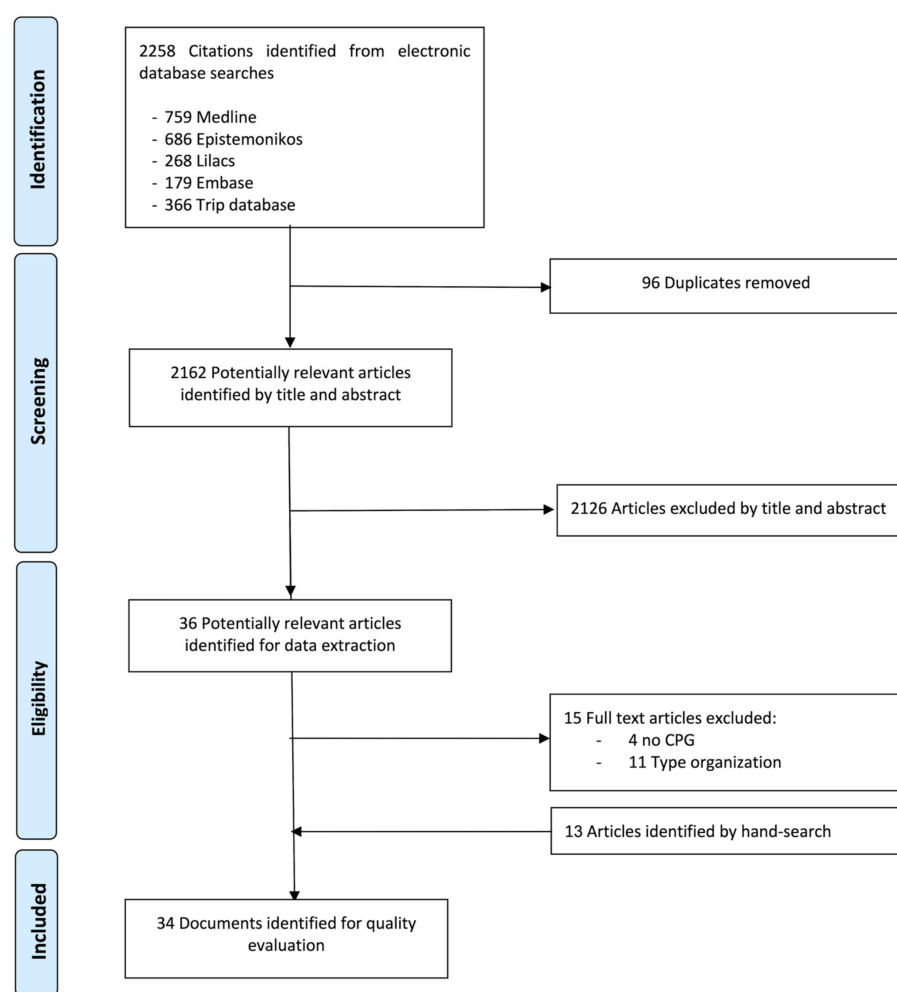 Identification
2258 Citations identified from electronic
database searches
- 759 Medline
- 686 Epistemonikos
- 268 Lilacs
- 179 Embase
- 366 Trip database
Screening
96 Duplicates removed
2162 Potentially relevant articles
identified by title and abstract
2126 Articles excluded by title and abstract
Eligibility
36 Potentially relevant articles
identified for data extraction
15 Full text articles excluded:
- 4 no CPG
- 11 Type organization
13 Articles identified by hand-search
Included
34 Documents identified for quality
evaluation